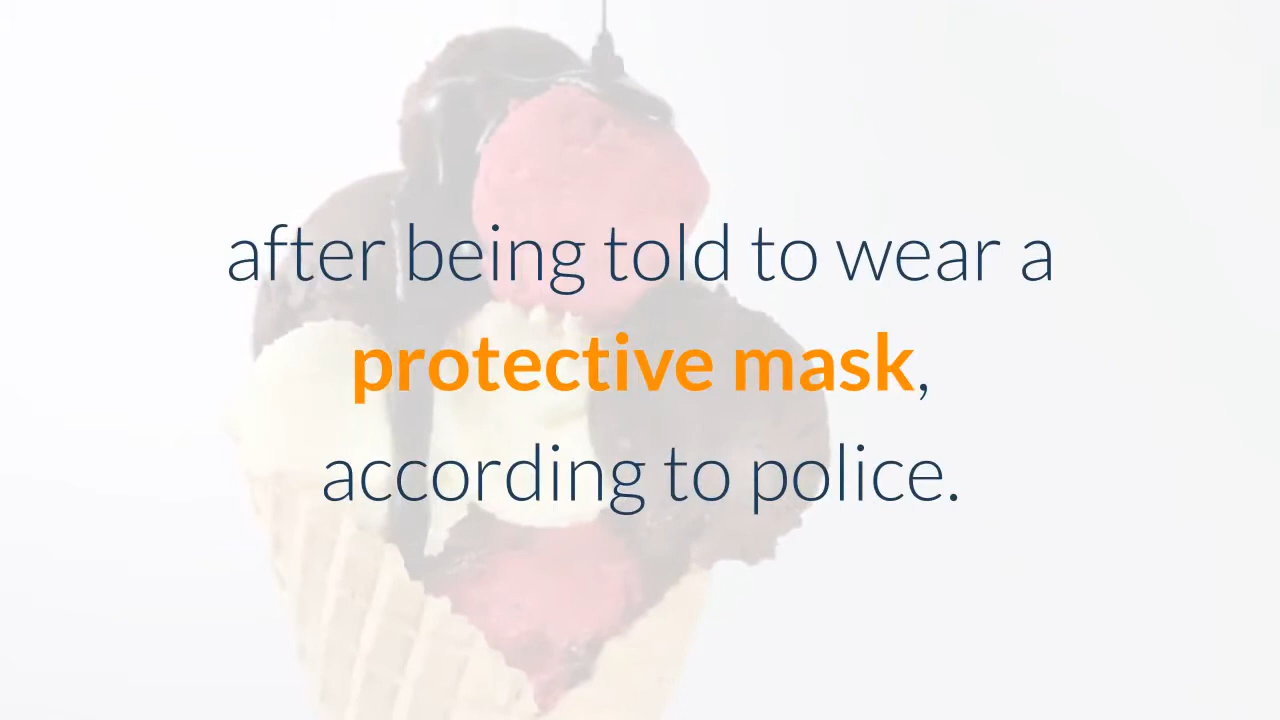 after being told to wear a
protective mask,
according to police.